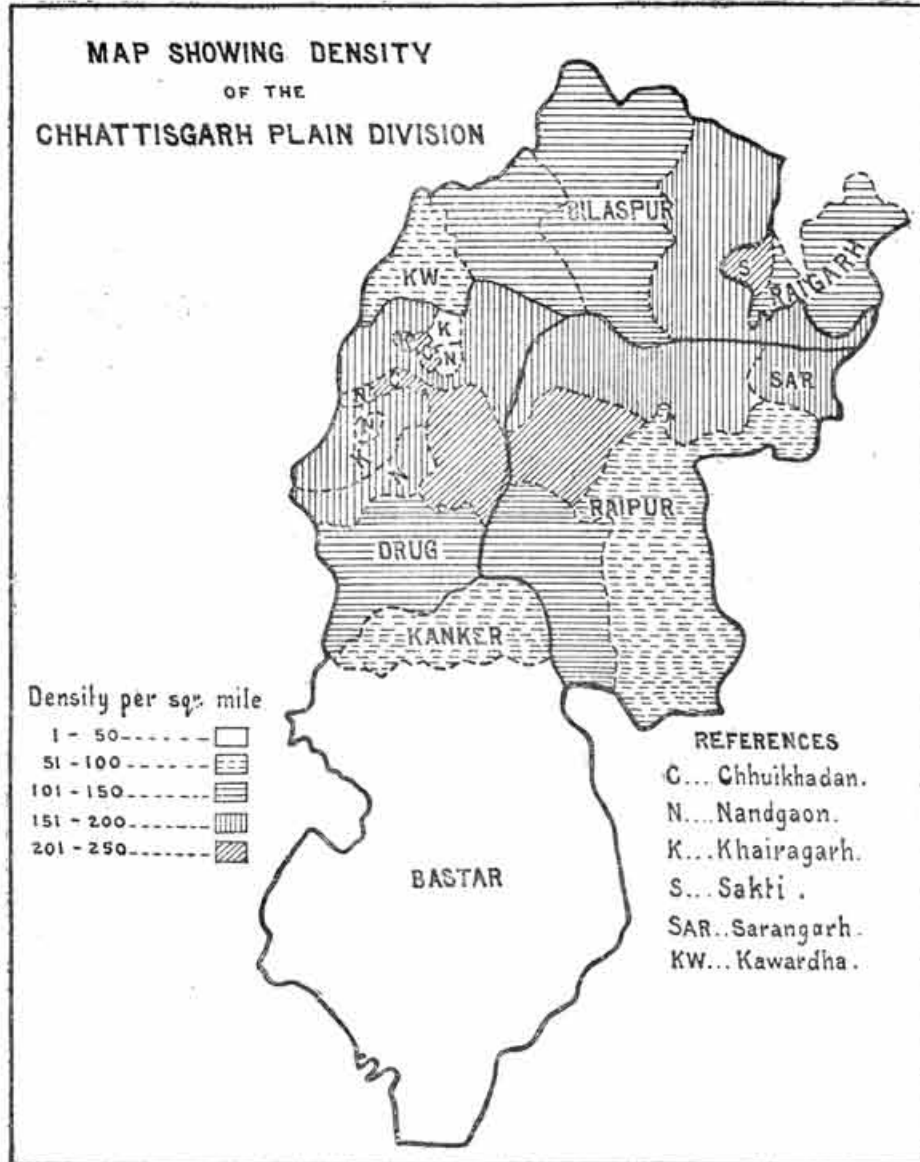 MAP SHOWING DENSITY
OF THE
CHHATTISGARH PLAIN DIVISION
BILASPUR
S
RAIGARH
KW
K
N
C
SAR
N
K
N
RAIPUR
DRUG
KANKER
Density per sqr. mile
1 - 50
51 - 100
101 - 150
151 - 200
201 - 250
BASTAR
REFERENCES
C... Chhuikhadan.
N.... Nandgaon.
K... Khairagarh.
S... Sakti .
SAR.. Sarangarh.
KW... Kawardha.